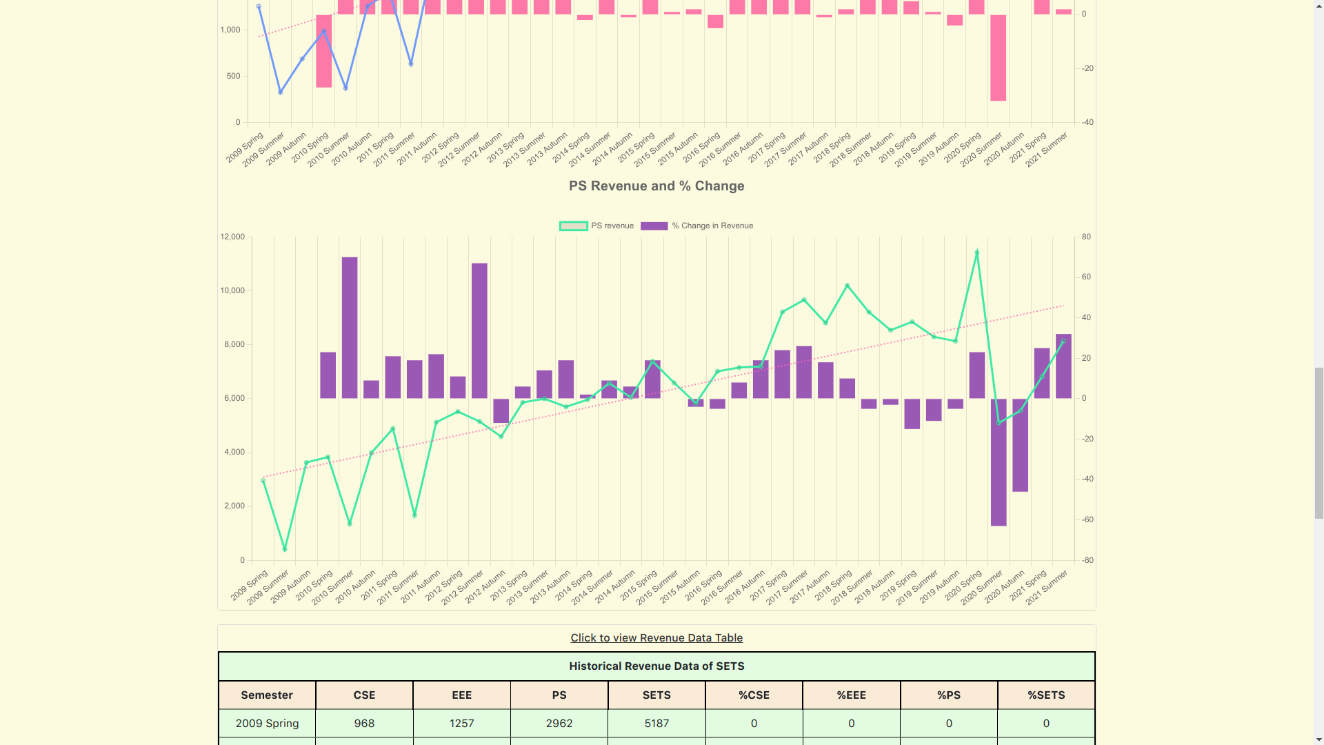 1,000
500
0
0
-20
-40
2009 Spring
2009 Summer
2009 Autumn
2010 Spring
2010 Summer
2010 Autumn
2011 Spring
2011 Summer
2011 Autumn
2012 Spring
2012 Summer
2012 Autumn
2013 Spring
2013 Summer
2013 Autumn
2014 Spring
2014 Summer
2014 Autumn
2015 Spring
2015 Summer
2015 Autumn
2016 Spring
2016 Summer
2016 Autumn
2017 Spring
2017 Summer
2017 Autumn
2018 Spring
2018 Summer
2018 Autumn
2019 Spring
2019 Summer
2019 Autumn
2020 Spring
2020 Summer
2020 Autumn
2021 Spring
2021 Summer
PS Revenue and % Change
PS revenue % Change in Revenue
12,000
10,000
8,000
6,000
4,000
2,000
0
80
60
40
20
0
-20
-40
-60
-80
2009 Spring
2009 Summer
2009 Autumn
2010 Spring
2010 Summer
2010 Autumn
2011 Spring
2011 Summer
2011 Autumn
2012 Spring
2012 Summer
2012 Autumn
2013 Spring
2013 Summer
2013 Autumn
2014 Spring
2014 Summer
2014 Autumn
2015 Spring
2015 Summer
2015 Autumn
2016 Spring
2016 Summer
2016 Autumn
2017 Spring
2017 Summer
2017 Autumn
2018 Spring
2018 Summer
2018 Autumn
2019 Spring
2019 Summer
2019 Autumn
2020 Spring
2020 Summer
2020 Autumn
2021 Spring
2021 Summer
Click to view Revenue Data Table
Historical Revenue Data of SETS
Semester CSE EEE PS SETS %CSE %EEE %PS %SETS
2009 Spring 968 1257 2962 5187 0 0 0 0